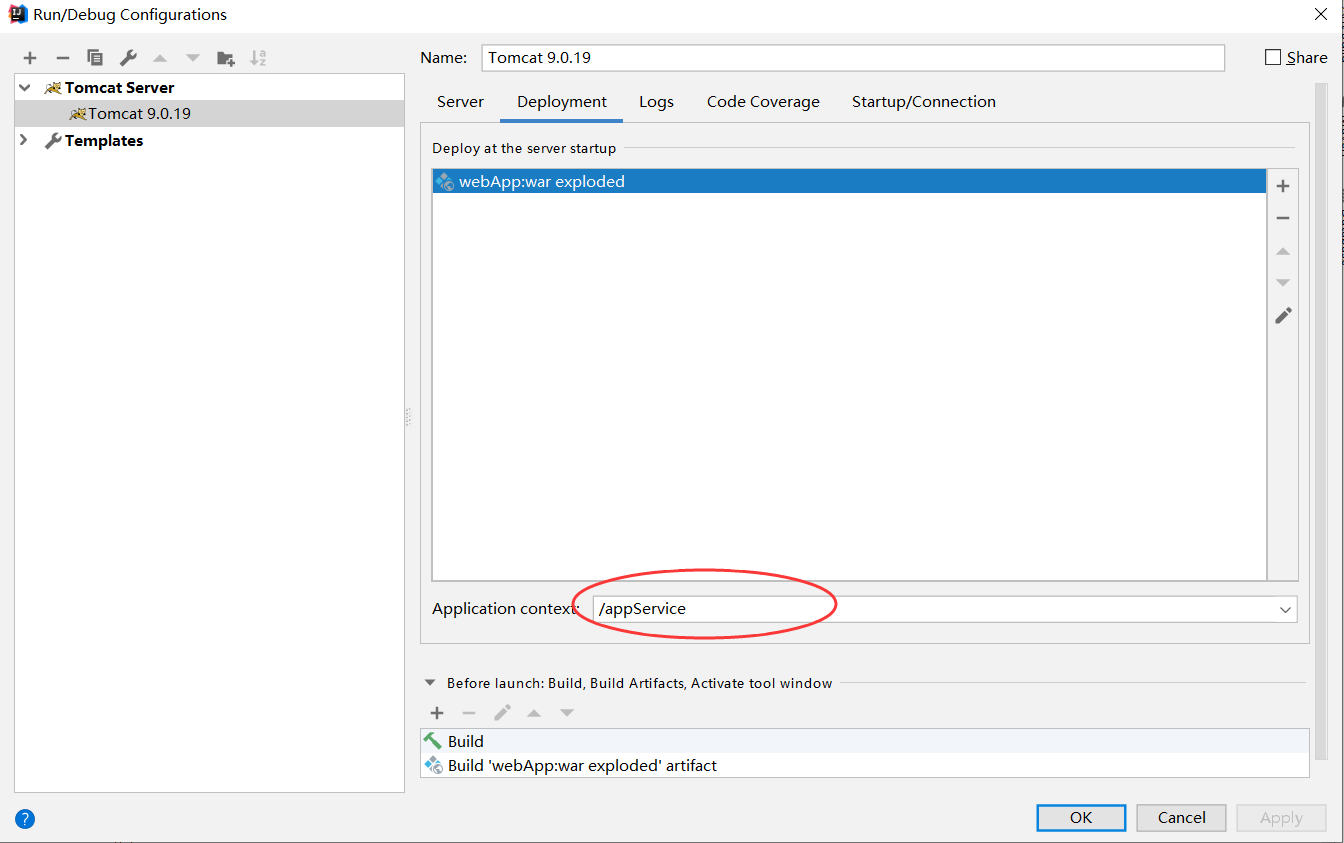 Run/Debug Configurations
Name: Tomcat 9.0.19 Share
Tomcat Server
Tomcat 9.0.19
Templates
Server Deployment Logs Code Coverage Startup/Connection
Deploy at the server startup
webApp:war exploded
Application context: /appService
Before launch: Build, Build Artifacts, Activate tool window
Build
Build 'webApp:war exploded' artifact
? OK Cancel Apply